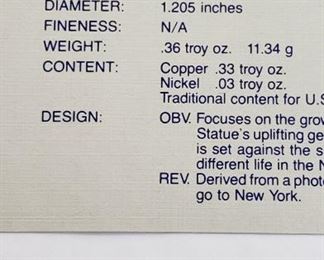 DIAMETER: 1.205 inches
FINENESS: N/A
WEIGHT: .36 troy oz. 11.34 g
CONTENT: Copper .33 troy oz.
Nickel .03 troy oz.
Traditional content for U.S
DESIGN: OBV. Focuses on the grow
Statue's uplifting ge
is set against the s
different life in the N
REV. Derived from a photo
go to New York.